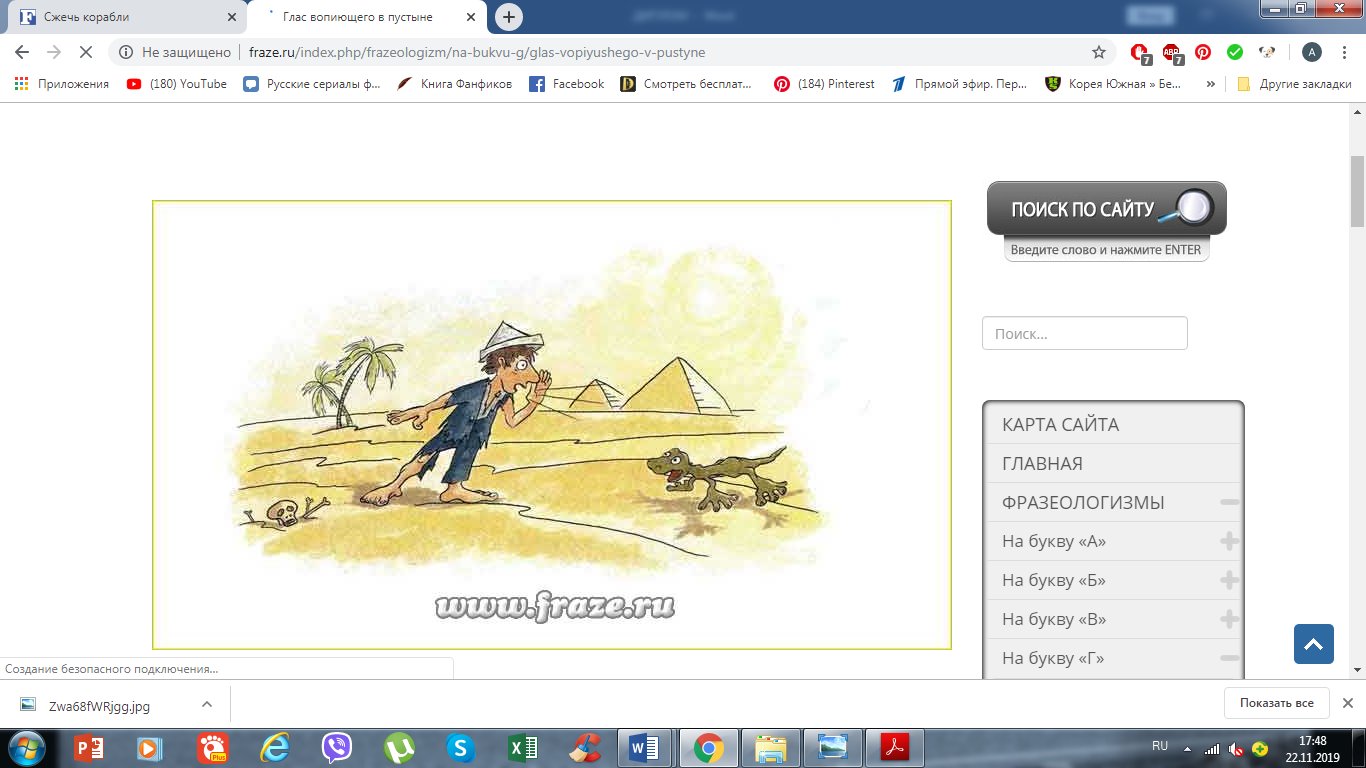 Сжечь корабли
Глас вопиющего в пустыне
Не защищено
fraze.ru/index.php/frazeologizm/na-bukvu-g/glas-vopiyushego-v-pustyne
7
7
A
Приложения
(180) YouTube
Русские сериалы ф...
Книга Фанфиков
Facebook
Смотреть бесплат...
(184) Pinterest
Прямой эфир. Пер...
Корея Южная » Бе...
Другие закладки
ПОИСК ПО САЙТУ
Введите слово и нажмите ENTER
Поиск...
КАРТА САЙТА
ГЛАВНАЯ
ФРАЗЕОЛОГИЗМЫ
На букву «А»
На букву «Б»
На букву «В»
На букву «Г»
www.fraze.ru
Создание безопасного подключения...
Zwa68fWRjgg.jpg
Показать все
RU
17:48
22.11.2019